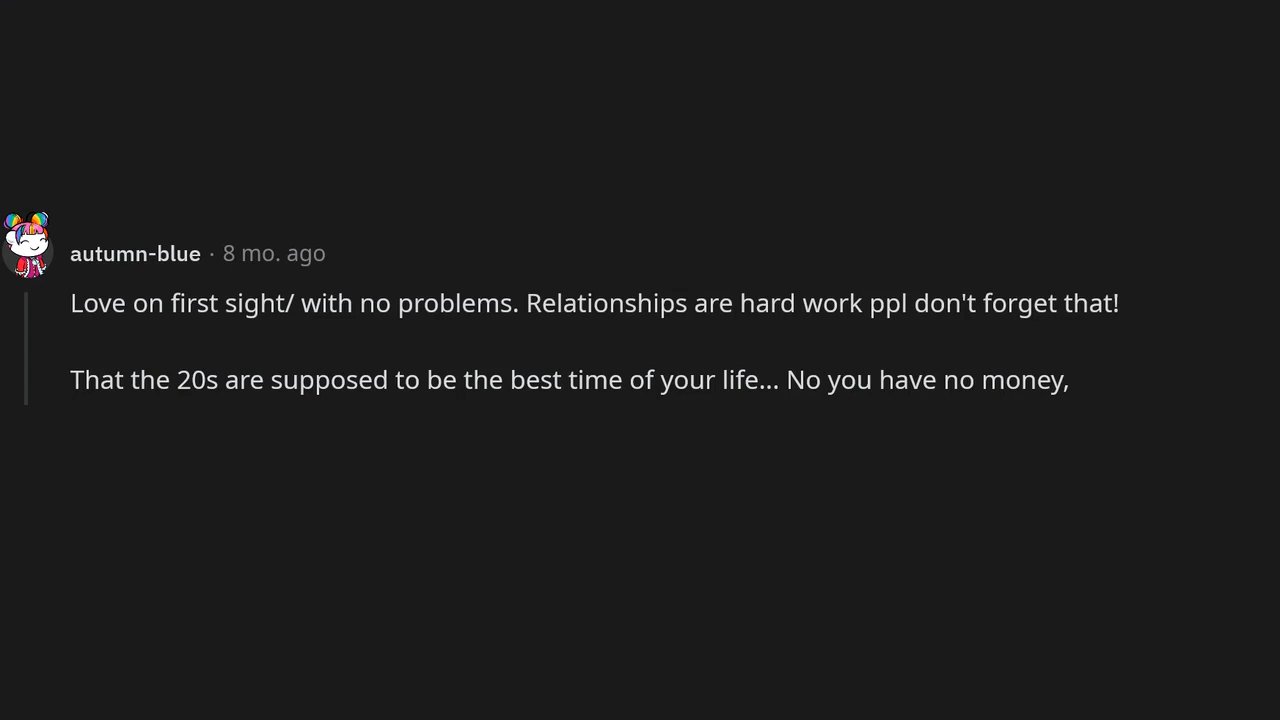 autumn-blue · 8 mo. ago
Love on first sight/ with no problems. Relationships are hard work ppl don't forget that!
That the 20s are supposed to be the best time of your life... No you have no money,